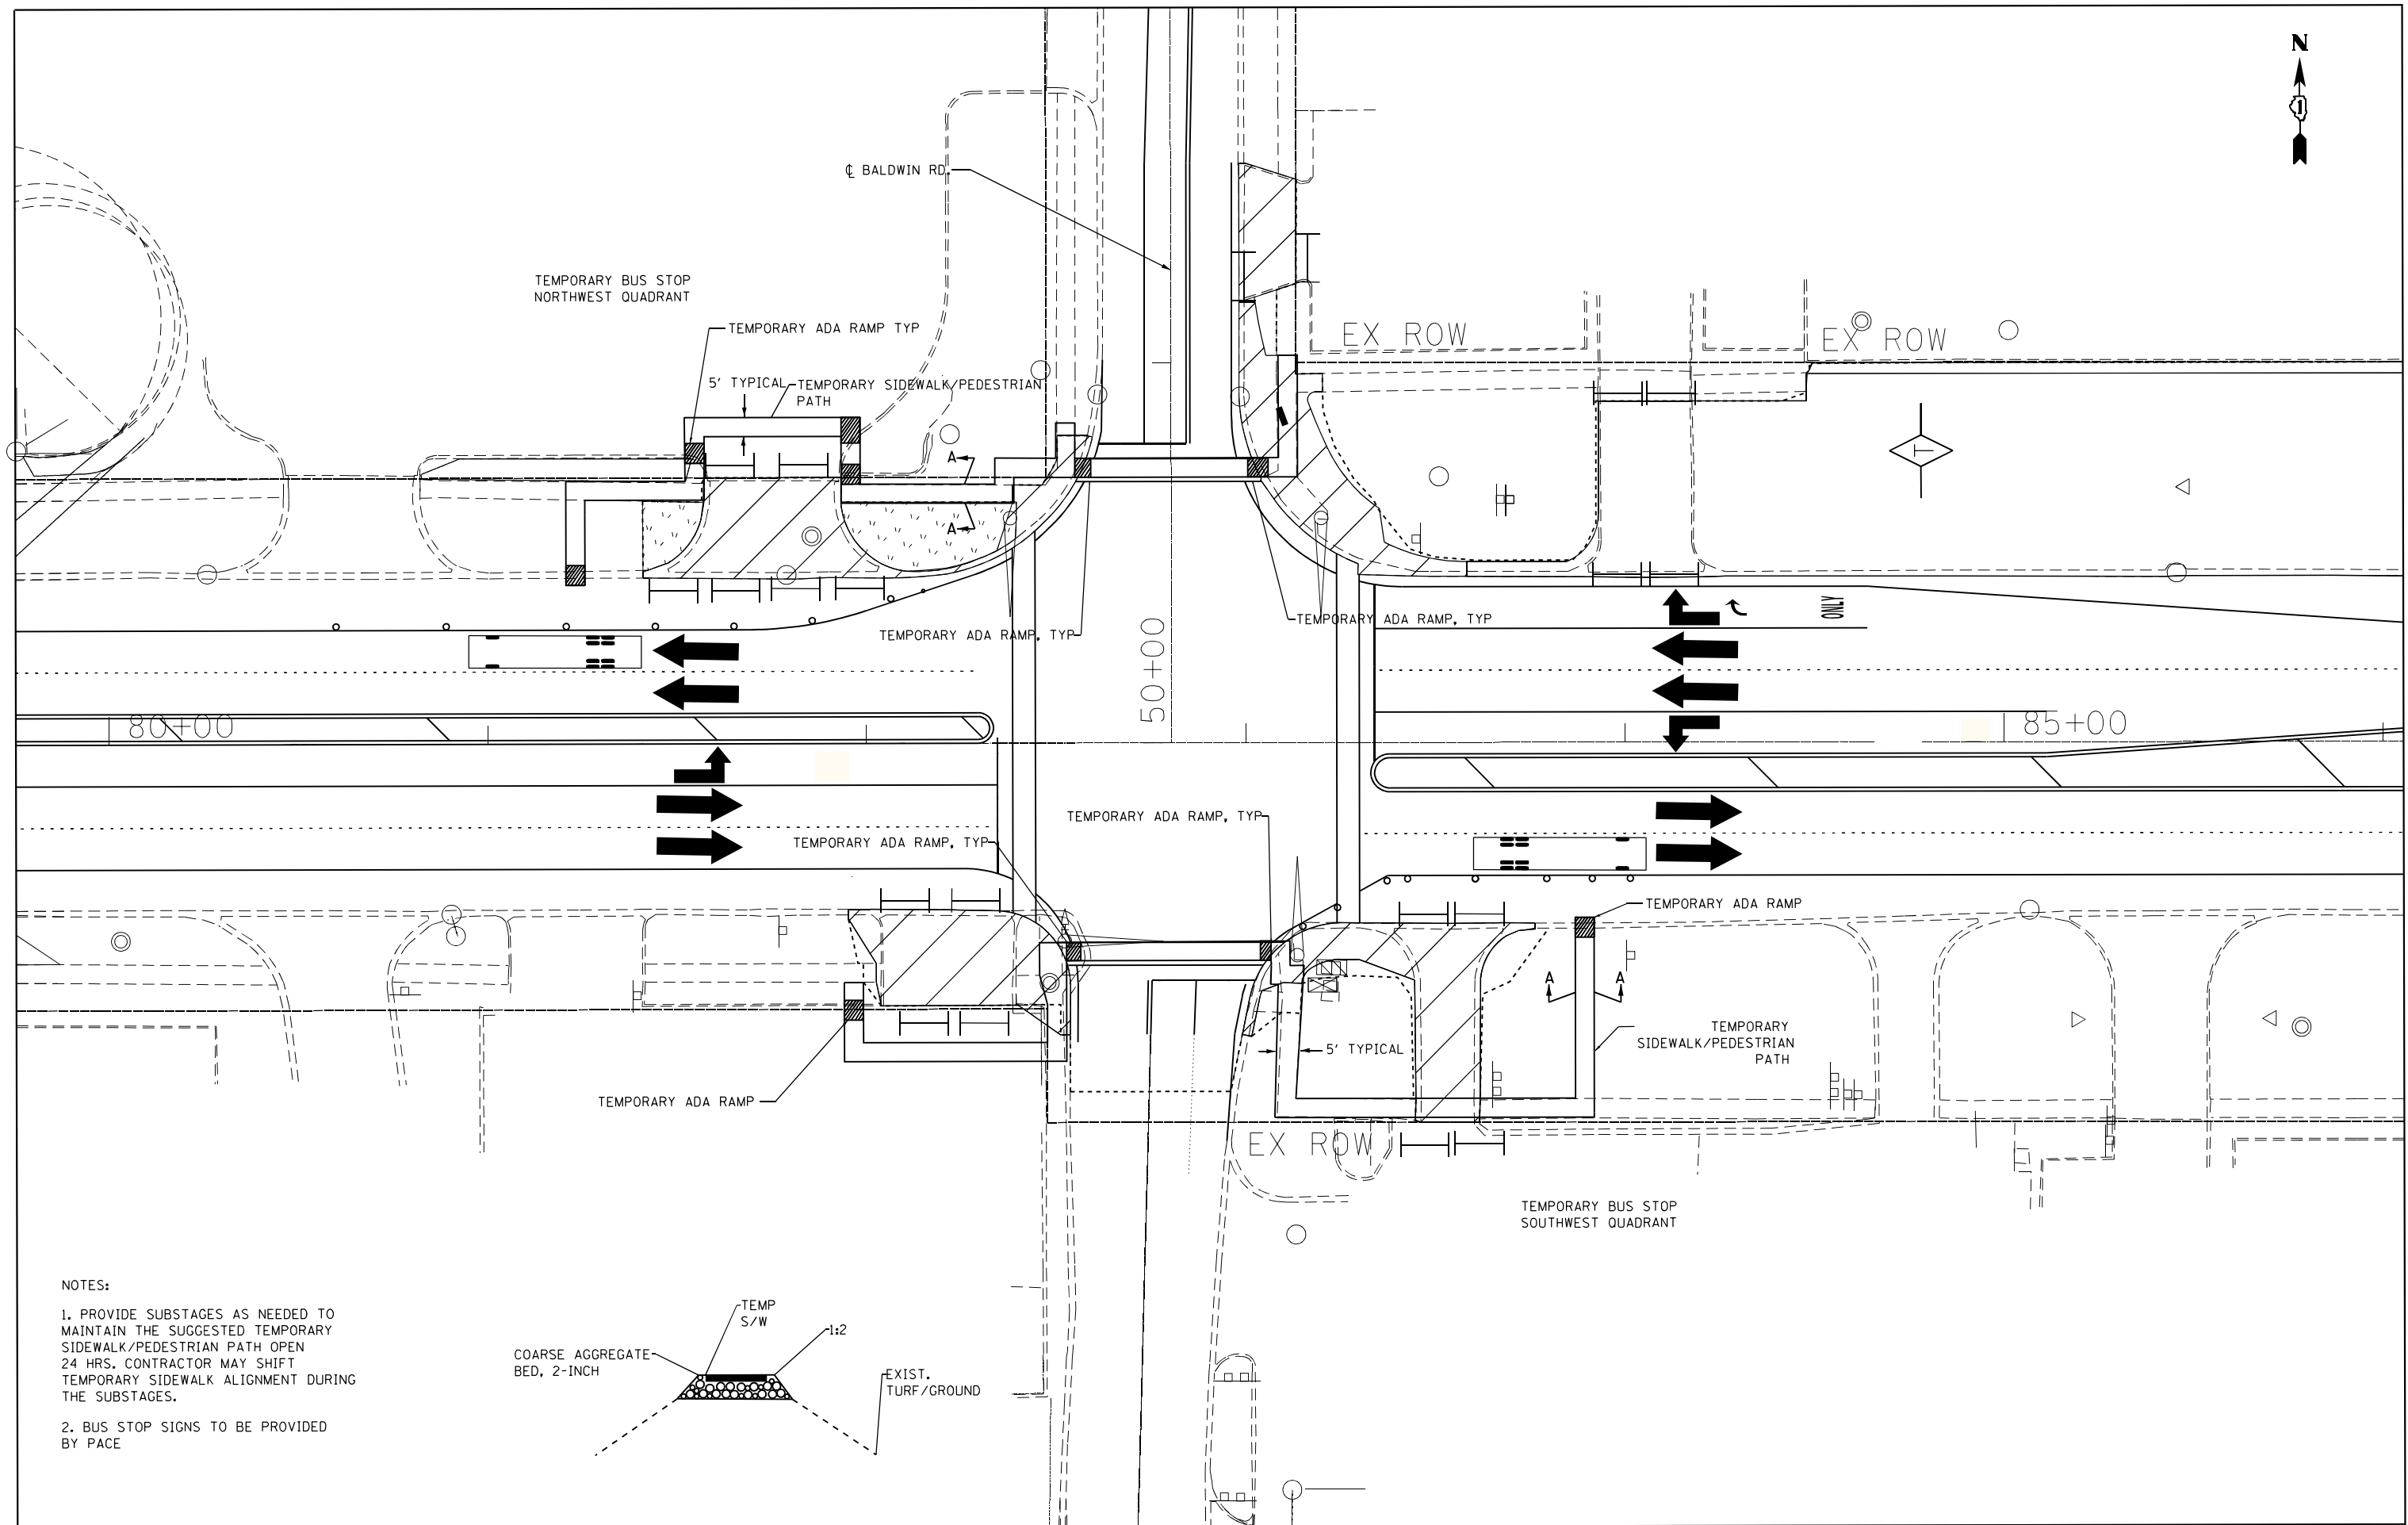 N
1
℄ BALDWIN RD.
TEMPORARY BUS STOP
NORTHWEST QUADRANT
TEMPORARY ADA RAMP TYP
EX ROW
EX ROW
5' TYPICAL
TEMPORARY SIDEWALK/PEDESTRIAN
PATH
A
A
T
TEMPORARY ADA RAMP, TYP
TEMPORARY ADA RAMP, TYP
ONLY
50+00
80+00
85+00
TEMPORARY ADA RAMP, TYP
TEMPORARY ADA RAMP, TYP
TEMPORARY ADA RAMP
A
A
TEMPORARY
SIDEWALK/PEDESTRIAN
PATH
5' TYPICAL
TEMPORARY ADA RAMP
EX ROW
TEMPORARY BUS STOP
SOUTHWEST QUADRANT
NOTES:
1. PROVIDE SUBSTAGES AS NEEDED TO
MAINTAIN THE SUGGESTED TEMPORARY
SIDEWALK/PEDESTRIAN PATH OPEN
24 HRS. CONTRACTOR MAY SHIFT
TEMPORARY SIDEWALK ALIGNMENT DURING
THE SUBSTAGES.
2. BUS STOP SIGNS TO BE PROVIDED
BY PACE
TEMP
S/W
1:2
COARSE AGGREGATE
BED, 2-INCH
EXIST.
TURF/GROUND